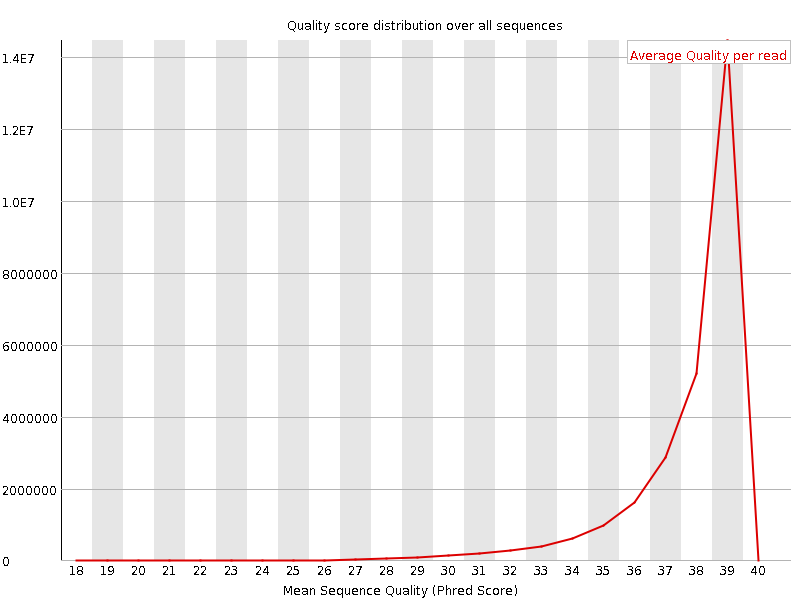 Quality score distribution over all sequences
Average Quality per read
1.4E7
1.2E7
1.0E7
8000000
6000000
4000000
2000000
0
18 19 20 21 22 23 24 25 26 27 28 29 30 31 32 33 34 35 36 37 38 39 40
Mean Sequence Quality (Phred Score)